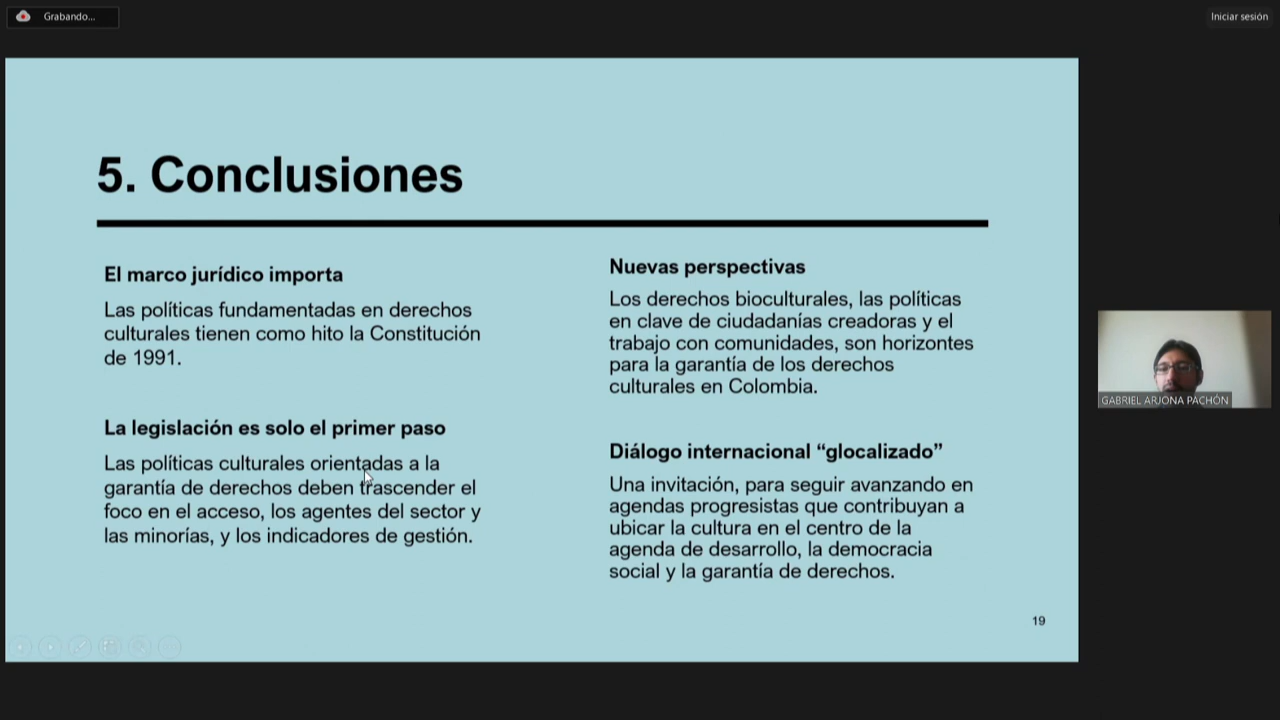 Grabando...
Iniciar sesión
5. Conclusiones
El marco jurídico importa
Las políticas fundamentadas en derechos
culturales tienen como hito la Constitución
de 1991.
La legislación es solo el primer paso
Las políticas culturales orientadas a la
garantía de derechos deben trascender el
foco en el acceso, los agentes del sector y
las minorías, y los indicadores de gestión.
Nuevas perspectivas
Los derechos bioculturales, las políticas
en clave de ciudadanías creadoras y el
trabajo con comunidades, son horizontes
para la garantía de los derechos
culturales en Colombia.
Diálogo internacional “glocalizado”
Una invitación, para seguir avanzando en
agendas progresistas que contribuyan a
ubicar la cultura en el centro de la
agenda de desarrollo, la democracia
social y la garantía de derechos.
19
GABRIEL ARJONA PACHÓN